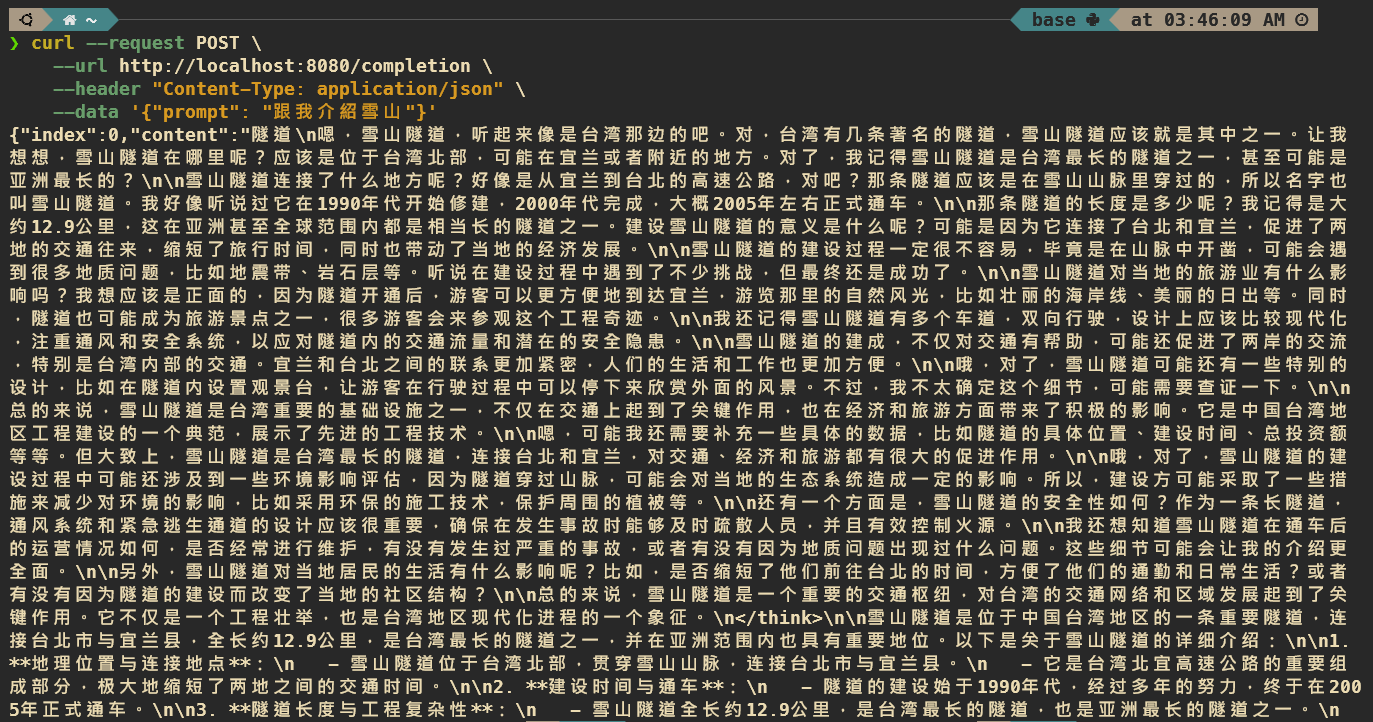 ~ base at 03:46:09 AM
❯ curl --request POST \
--url http://localhost:8080/completion \
--header "Content-Type: application/json" \
--data '{"prompt": "跟我介紹雪山"}'
{"index":0,"content":"隧道\n嗯，雪山隧道，听起来像是台湾那边的吧。对，台湾有几条著名的隧道，雪山隧道应该就是其中之一。让我
想想，雪山隧道在哪里呢？应该是位于台湾北部，可能在宜兰或者附近的地方。对了，我记得雪山隧道是台湾最长的隧道之一，甚至可能是
亚洲最长的？\n\n雪山隧道连接了什么地方呢？好像是从宜兰到台北的高速公路，对吧？那条隧道应该是在雪山山脉里穿过的，所以名字也
叫雪山隧道。我好像听说过它在1990年代开始修建，2000年代完成，大概2005年左右正式通车。\n\n那条隧道的长度是多少呢？我记得是大
约12.9公里，这在亚洲甚至全球范围内都是相当长的隧道之一。建设雪山隧道的意义是什么呢？可能是因为它连接了台北和宜兰，促进了两
地的交通往来，缩短了旅行时间，同时也带动了当地的经济发展。\n\n雪山隧道的建设过程一定很不容易，毕竟是在山脉中开凿，可能会遇
到很多地质问题，比如地震带、岩石层等。听说在建设过程中遇到了不少挑战，但最终还是成功了。\n\n雪山隧道对当地的旅游业有什么影
响吗？我想应该是正面的，因为隧道开通后，游客可以更方便地到达宜兰，游览那里的自然风光，比如壮丽的海岸线、美丽的日出等。同时
，隧道也可能成为旅游景点之一，很多游客会来参观这个工程奇迹。\n\n我还记得雪山隧道有多个车道，双向行驶，设计上应该比较现代化
，注重通风和安全系统，以应对隧道内的交通流量和潜在的安全隐患。\n\n雪山隧道的建成，不仅对交通有帮助，可能还促进了两岸的交流
，特别是台湾内部的交通。宜兰和台北之间的联系更加紧密，人们的生活和工作也更加方便。\n\n哦，对了，雪山隧道可能还有一些特别的
设计，比如在隧道内设置观景台，让游客在行驶过程中可以停下来欣赏外面的风景。不过，我不太确定这个细节，可能需要查证一下。\n\n
总的来说，雪山隧道是台湾重要的基础设施之一，不仅在交通上起到了关键作用，也在经济和旅游方面带来了积极的影响。它是中国台湾地
区工程建设的一个典范，展示了先进的工程技术。\n\n嗯，可能我还需要补充一些具体的数据，比如隧道的具体位置、建设时间、总投资额
等等。但大致上，雪山隧道是台湾最长的隧道，连接台北和宜兰，对交通、经济和旅游都有很大的促进作用。\n\n哦，对了，雪山隧道的建
设过程中可能还涉及到一些环境影响评估，因为隧道穿过山脉，可能会对当地的生态系统造成一定的影响。所以，建设方可能采取了一些措
施来减少对环境的影响，比如采用环保的施工技术，保护周围的植被等。\n\n还有一个方面是，雪山隧道的安全性如何？作为一条长隧道，
通风系统和紧急逃生通道的设计应该很重要，确保在发生事故时能够及时疏散人员，并且有效控制火源。\n\n我还想知道雪山隧道在通车后
的运营情况如何，是否经常进行维护，有没有发生过严重的事故，或者有没有因为地质问题出现过什么问题。这些细节可能会让我的介绍更
全面。\n\n另外，雪山隧道对当地居民的生活有什么影响呢？比如，是否缩短了他们前往台北的时间，方便了他们的通勤和日常生活？或者
有没有因为隧道的建设而改变了当地的社区结构？\n\n总的来说，雪山隧道是一个重要的交通枢纽，对台湾的交通网络和区域发展起到了关
键作用。它不仅是一个工程壮举，也是台湾地区现代化进程的一个象征。\n</think>\n\n雪山隧道是位于中国台湾地区的一条重要隧道，连
接台北市与宜兰县，全长约12.9公里，是台湾最长的隧道之一，并在亚洲范围内也具有重要地位。以下是关于雪山隧道的详细介绍：\n\n1.
**地理位置与连接地点**：\n   - 雪山隧道位于台湾北部，贯穿雪山山脉，连接台北市与宜兰县。\n   - 它是台湾北宜高速公路的重要组
成部分，极大地缩短了两地之间的交通时间。\n\n2. **建设时间与通车**：\n   - 隧道的建设始于1990年代，经过多年的努力，终于在200
5年正式通车。\n\n3. **隧道长度与工程复杂性**：\n   - 雪山隧道全长约12.9公里，是台湾最长的隧道，也是亚洲最长的隧道之一。\n